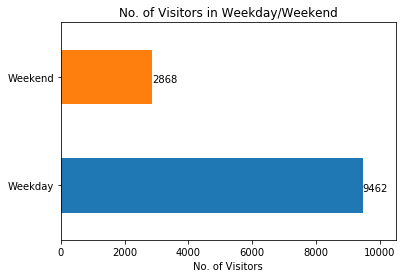 No. of Visitors in Weekday/Weekend
Weekend
2868
Weekday
9462
0 2000 4000 6000 8000 10000
No. of Visitors